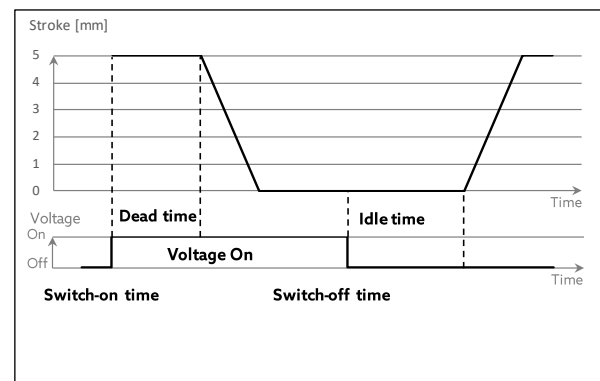 Stroke [mm]
5
4
3
2
1
0
Time
Voltage
Dead time
Idle time
On
Voltage On
Off
Time
Switch-on time
Switch-off time